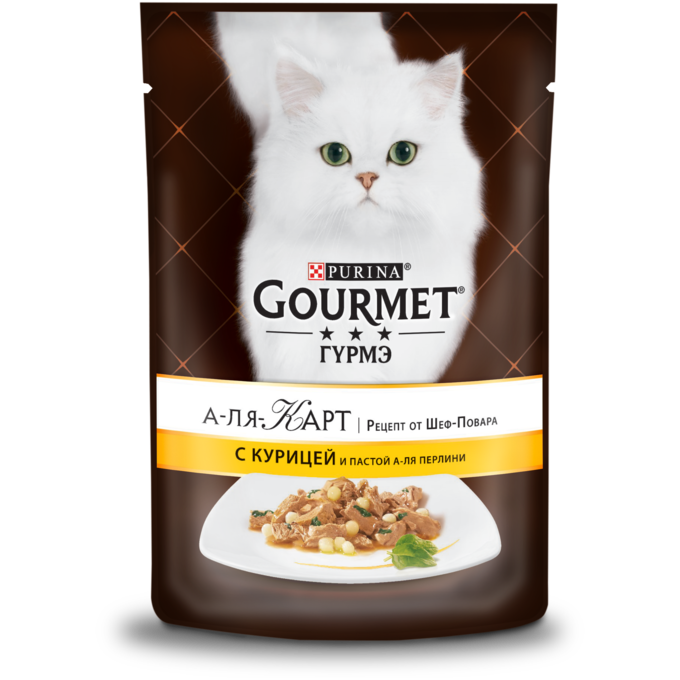 PURINA®
GOURMET®
ГУРМЭ
А-ЛЯ-КАРТ | РЕЦЕПТ ОТ ШЕФ-ПОВАРА
С КУРИЦЕЙ И ПАСТОЙ А-ЛЯ ПЕРЛИНИ